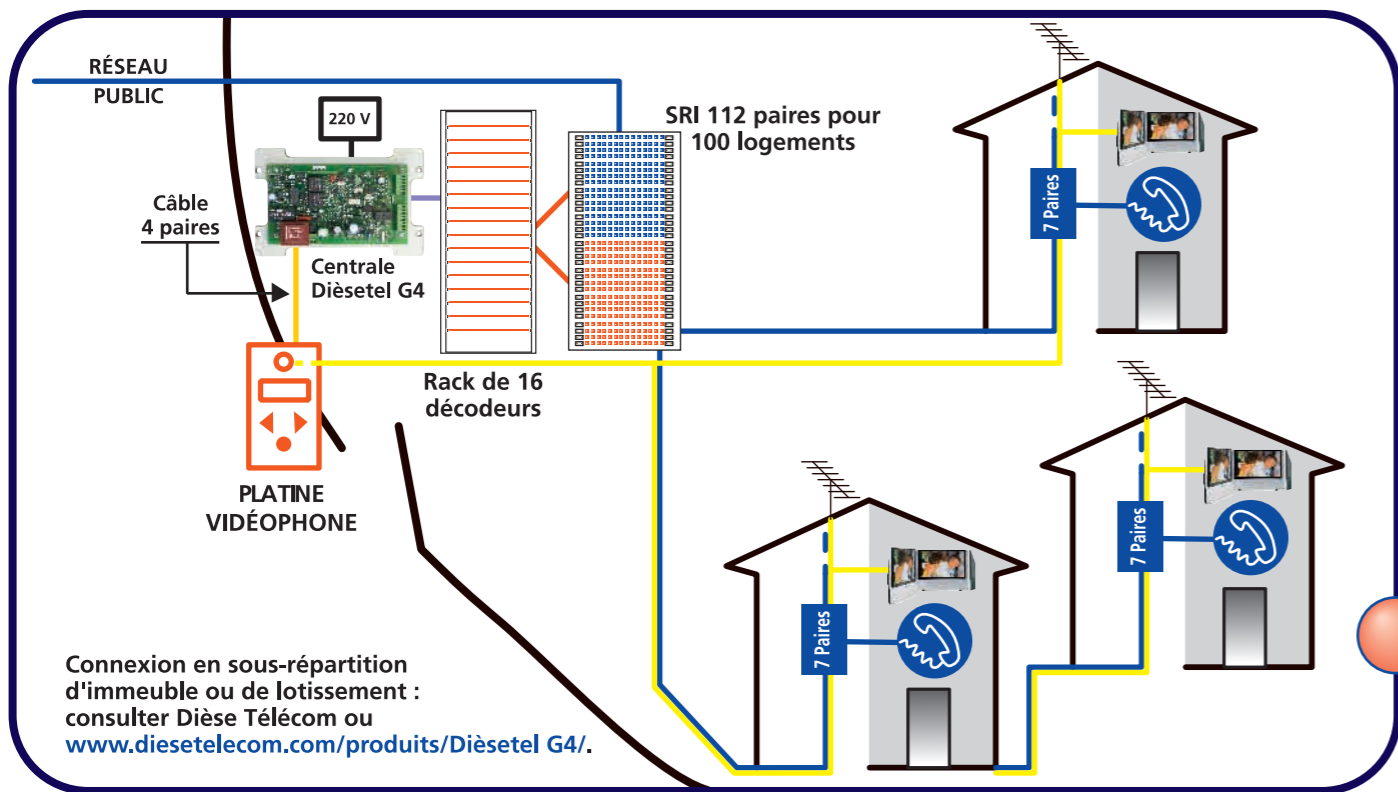 RÉSEAU
PUBLIC
220 V
SRI 112 paires pour
100 logements
Câble
4 paires
Centrale
Dièsetel G4
7 Paires
Rack de 16
décodeurs
PLATINE
VIDÉOPHONE
7 Paires
7 Paires
Connexion en sous-répartition
d'immeuble ou de lotissement :
consulter Dièse Télécom ou
www.diesetelecom.com/produits/Dièsetel G4/.